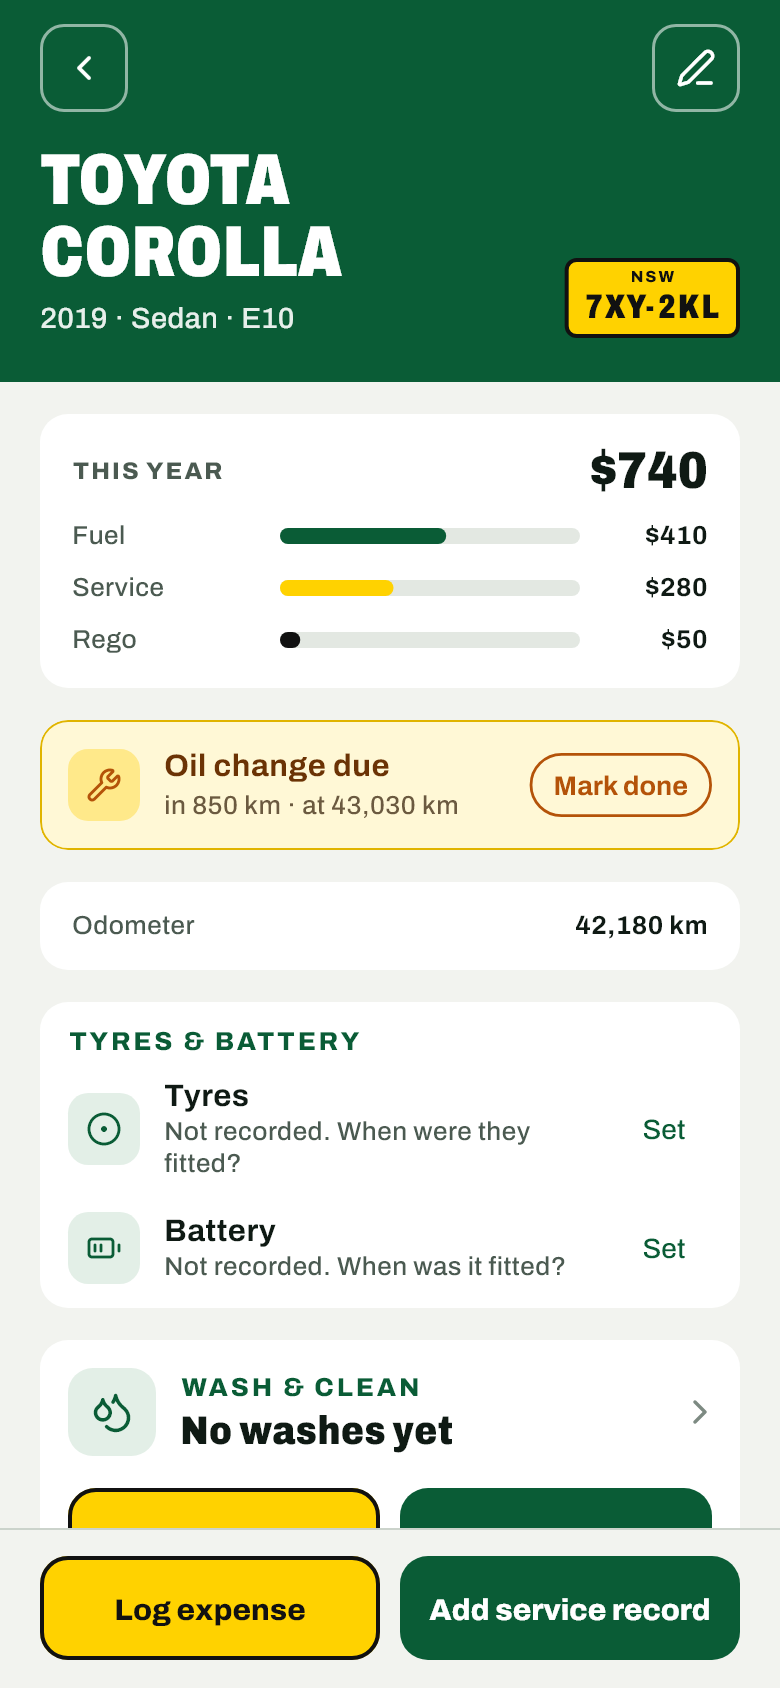 TOYOTA
COROLLA
2019 · Sedan · E10
NSW
7XY-2KL
THIS YEAR $740
Fuel $410
Service $280
Rego $50
Oil change due
in 850 km · at 43,030 km
Mark done
Odometer 42,180 km
TYRES & BATTERY
Tyres
Not recorded. When were they
fitted?
Set
Battery
Not recorded. When was it fitted?
Set
WASH & CLEAN
No washes yet
Log expense
Add service record